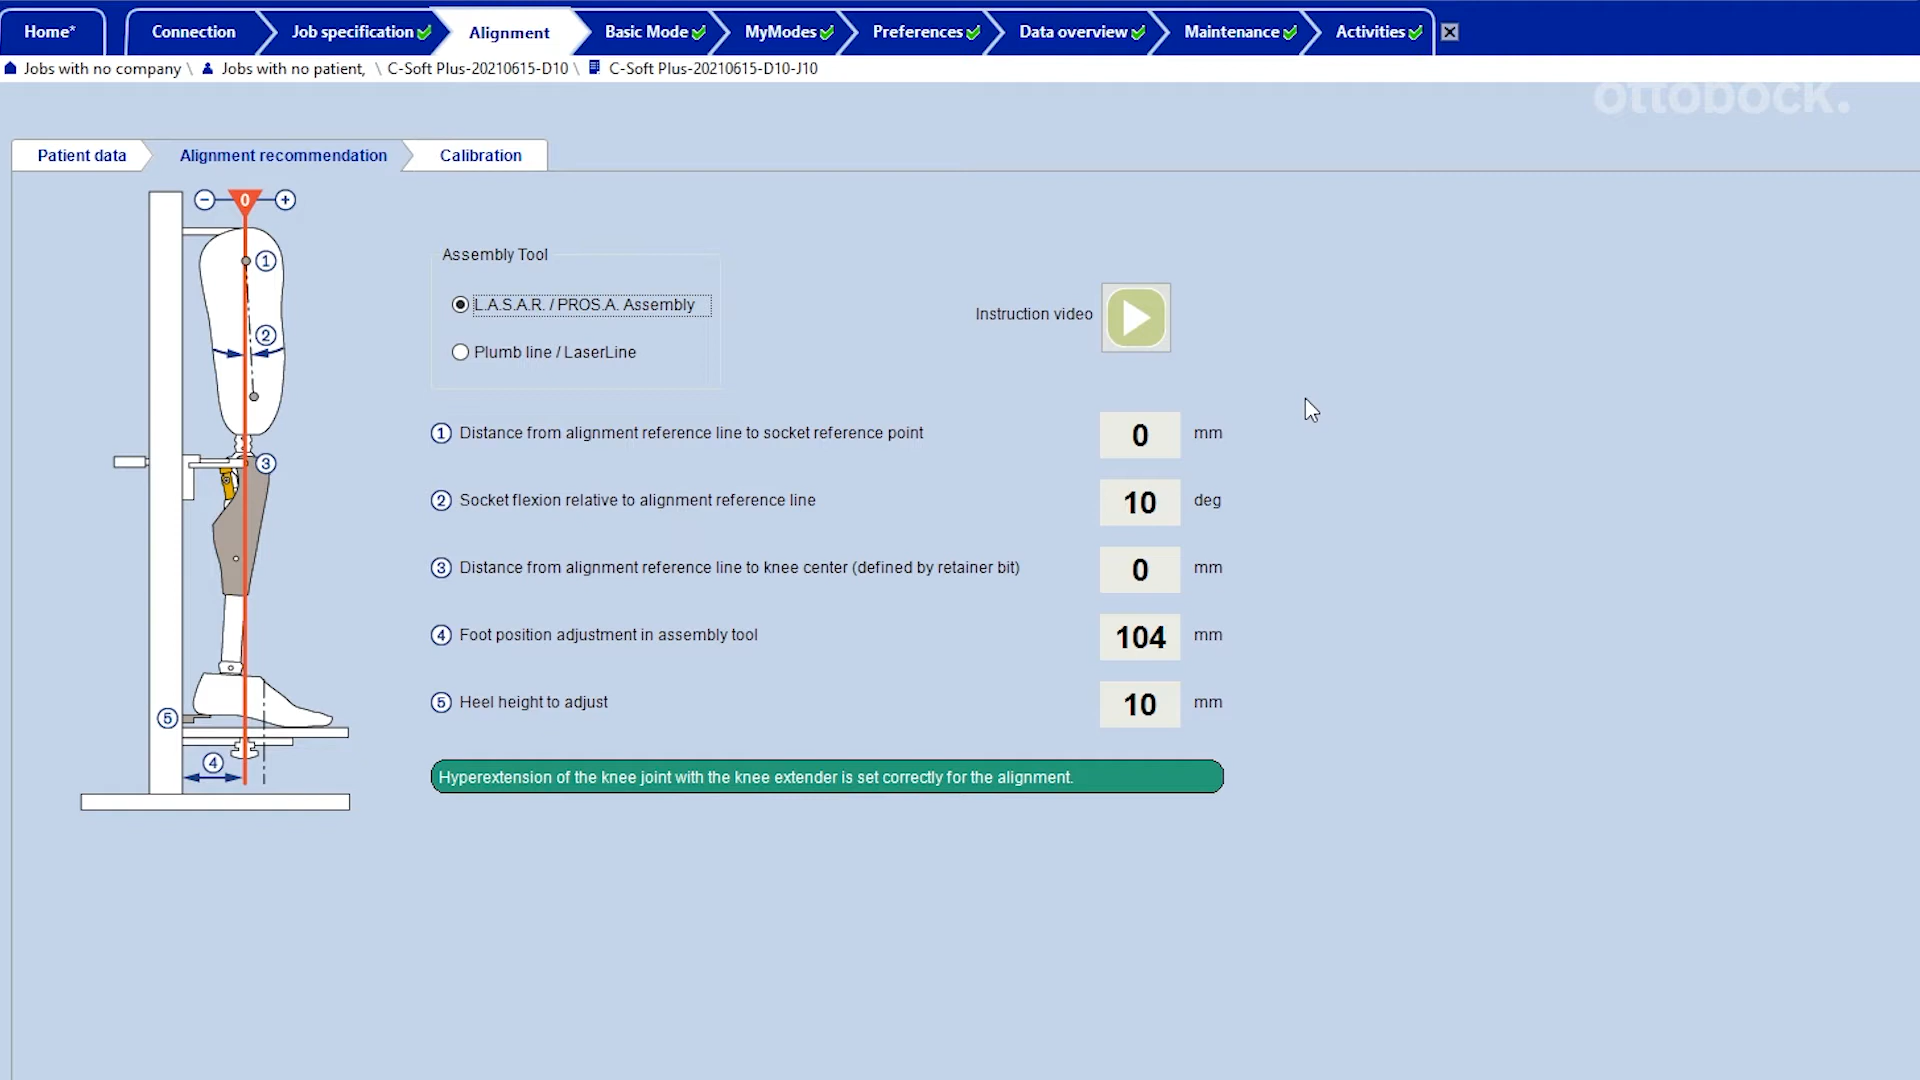 Home* Connection Job specification Alignment Basic Mode MyModes Preferences Data overview Maintenance Activities
Jobs with no company \ Jobs with no patient, \ C-Soft Plus-20210615-D10 \ C-Soft Plus-20210615-D10-J10
ottobock.
Patient data Alignment recommendation Calibration
− 0 +
1
2
3
5
4
Assembly Tool
L.A.S.A.R. / PROS.A. Assembly
Plumb line / LaserLine
Instruction video
1 Distance from alignment reference line to socket reference point 0 mm
2 Socket flexion relative to alignment reference line 10 deg
3 Distance from alignment reference line to knee center (defined by retainer bit) 0 mm
4 Foot position adjustment in assembly tool 104 mm
5 Heel height to adjust 10 mm
Hyperextension of the knee joint with the knee extender is set correctly for the alignment.